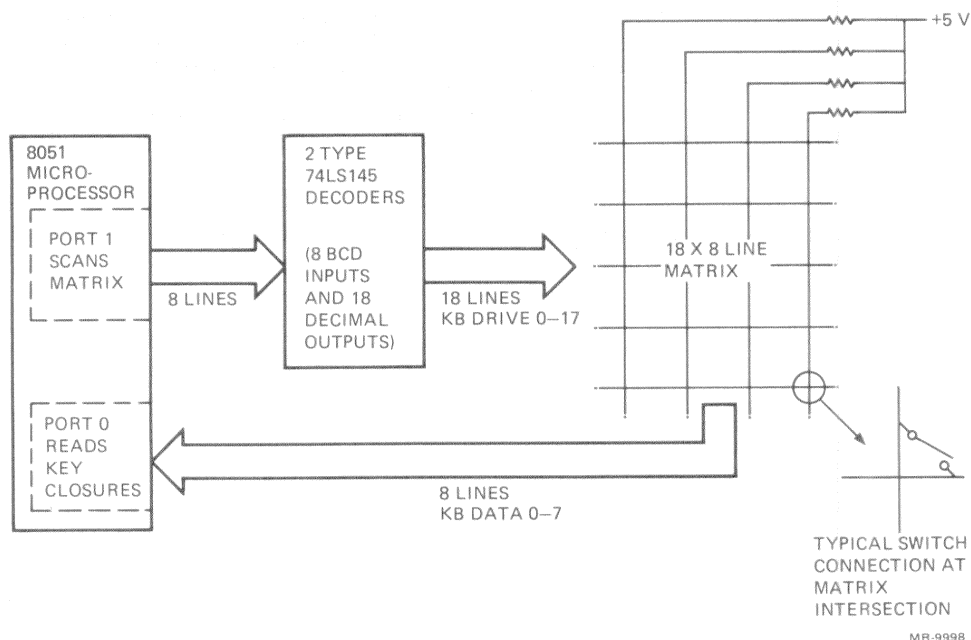 +5 V
8051
MICRO-
PROCESSOR
PORT 1
SCANS
MATRIX
8 LINES
2 TYPE
74LS145
DECODERS
(8 BCD
INPUTS
AND 18
DECIMAL
OUTPUTS)
18 LINES
KB DRIVE 0–17
18 X 8 LINE
MATRIX
PORT 0
READS
KEY
CLOSURES
8 LINES
KB DATA 0–7
TYPICAL SWITCH
CONNECTION AT
MATRIX
INTERSECTION
MR-9998